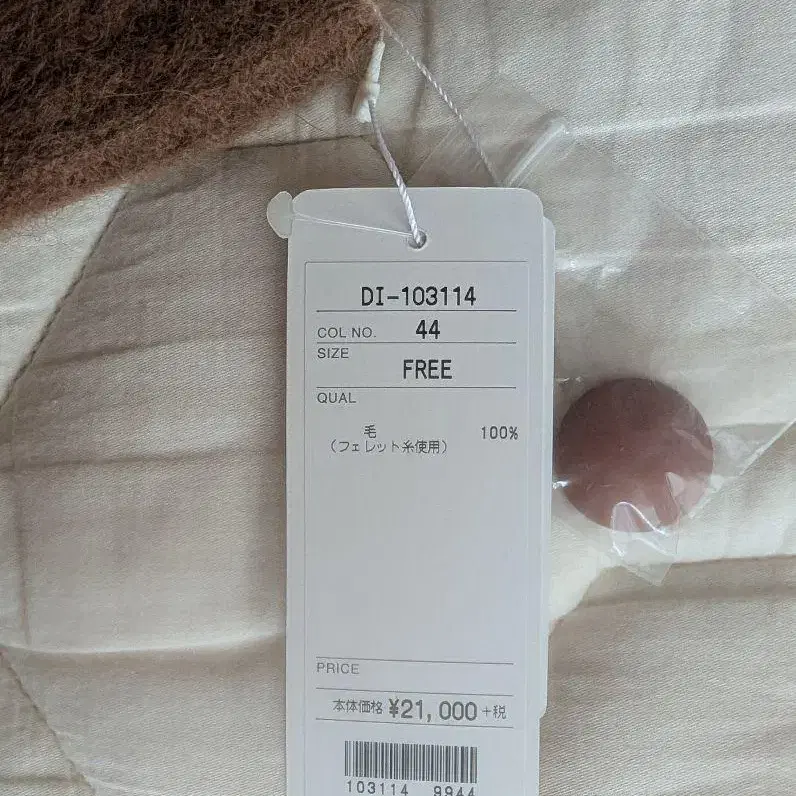 DI-103114
COL NO. 44
SIZE
FREE
QUAL
毛 100%
(フェレット糸使用)
PRICE
本体価格 ¥21,000 +税
103114 9944